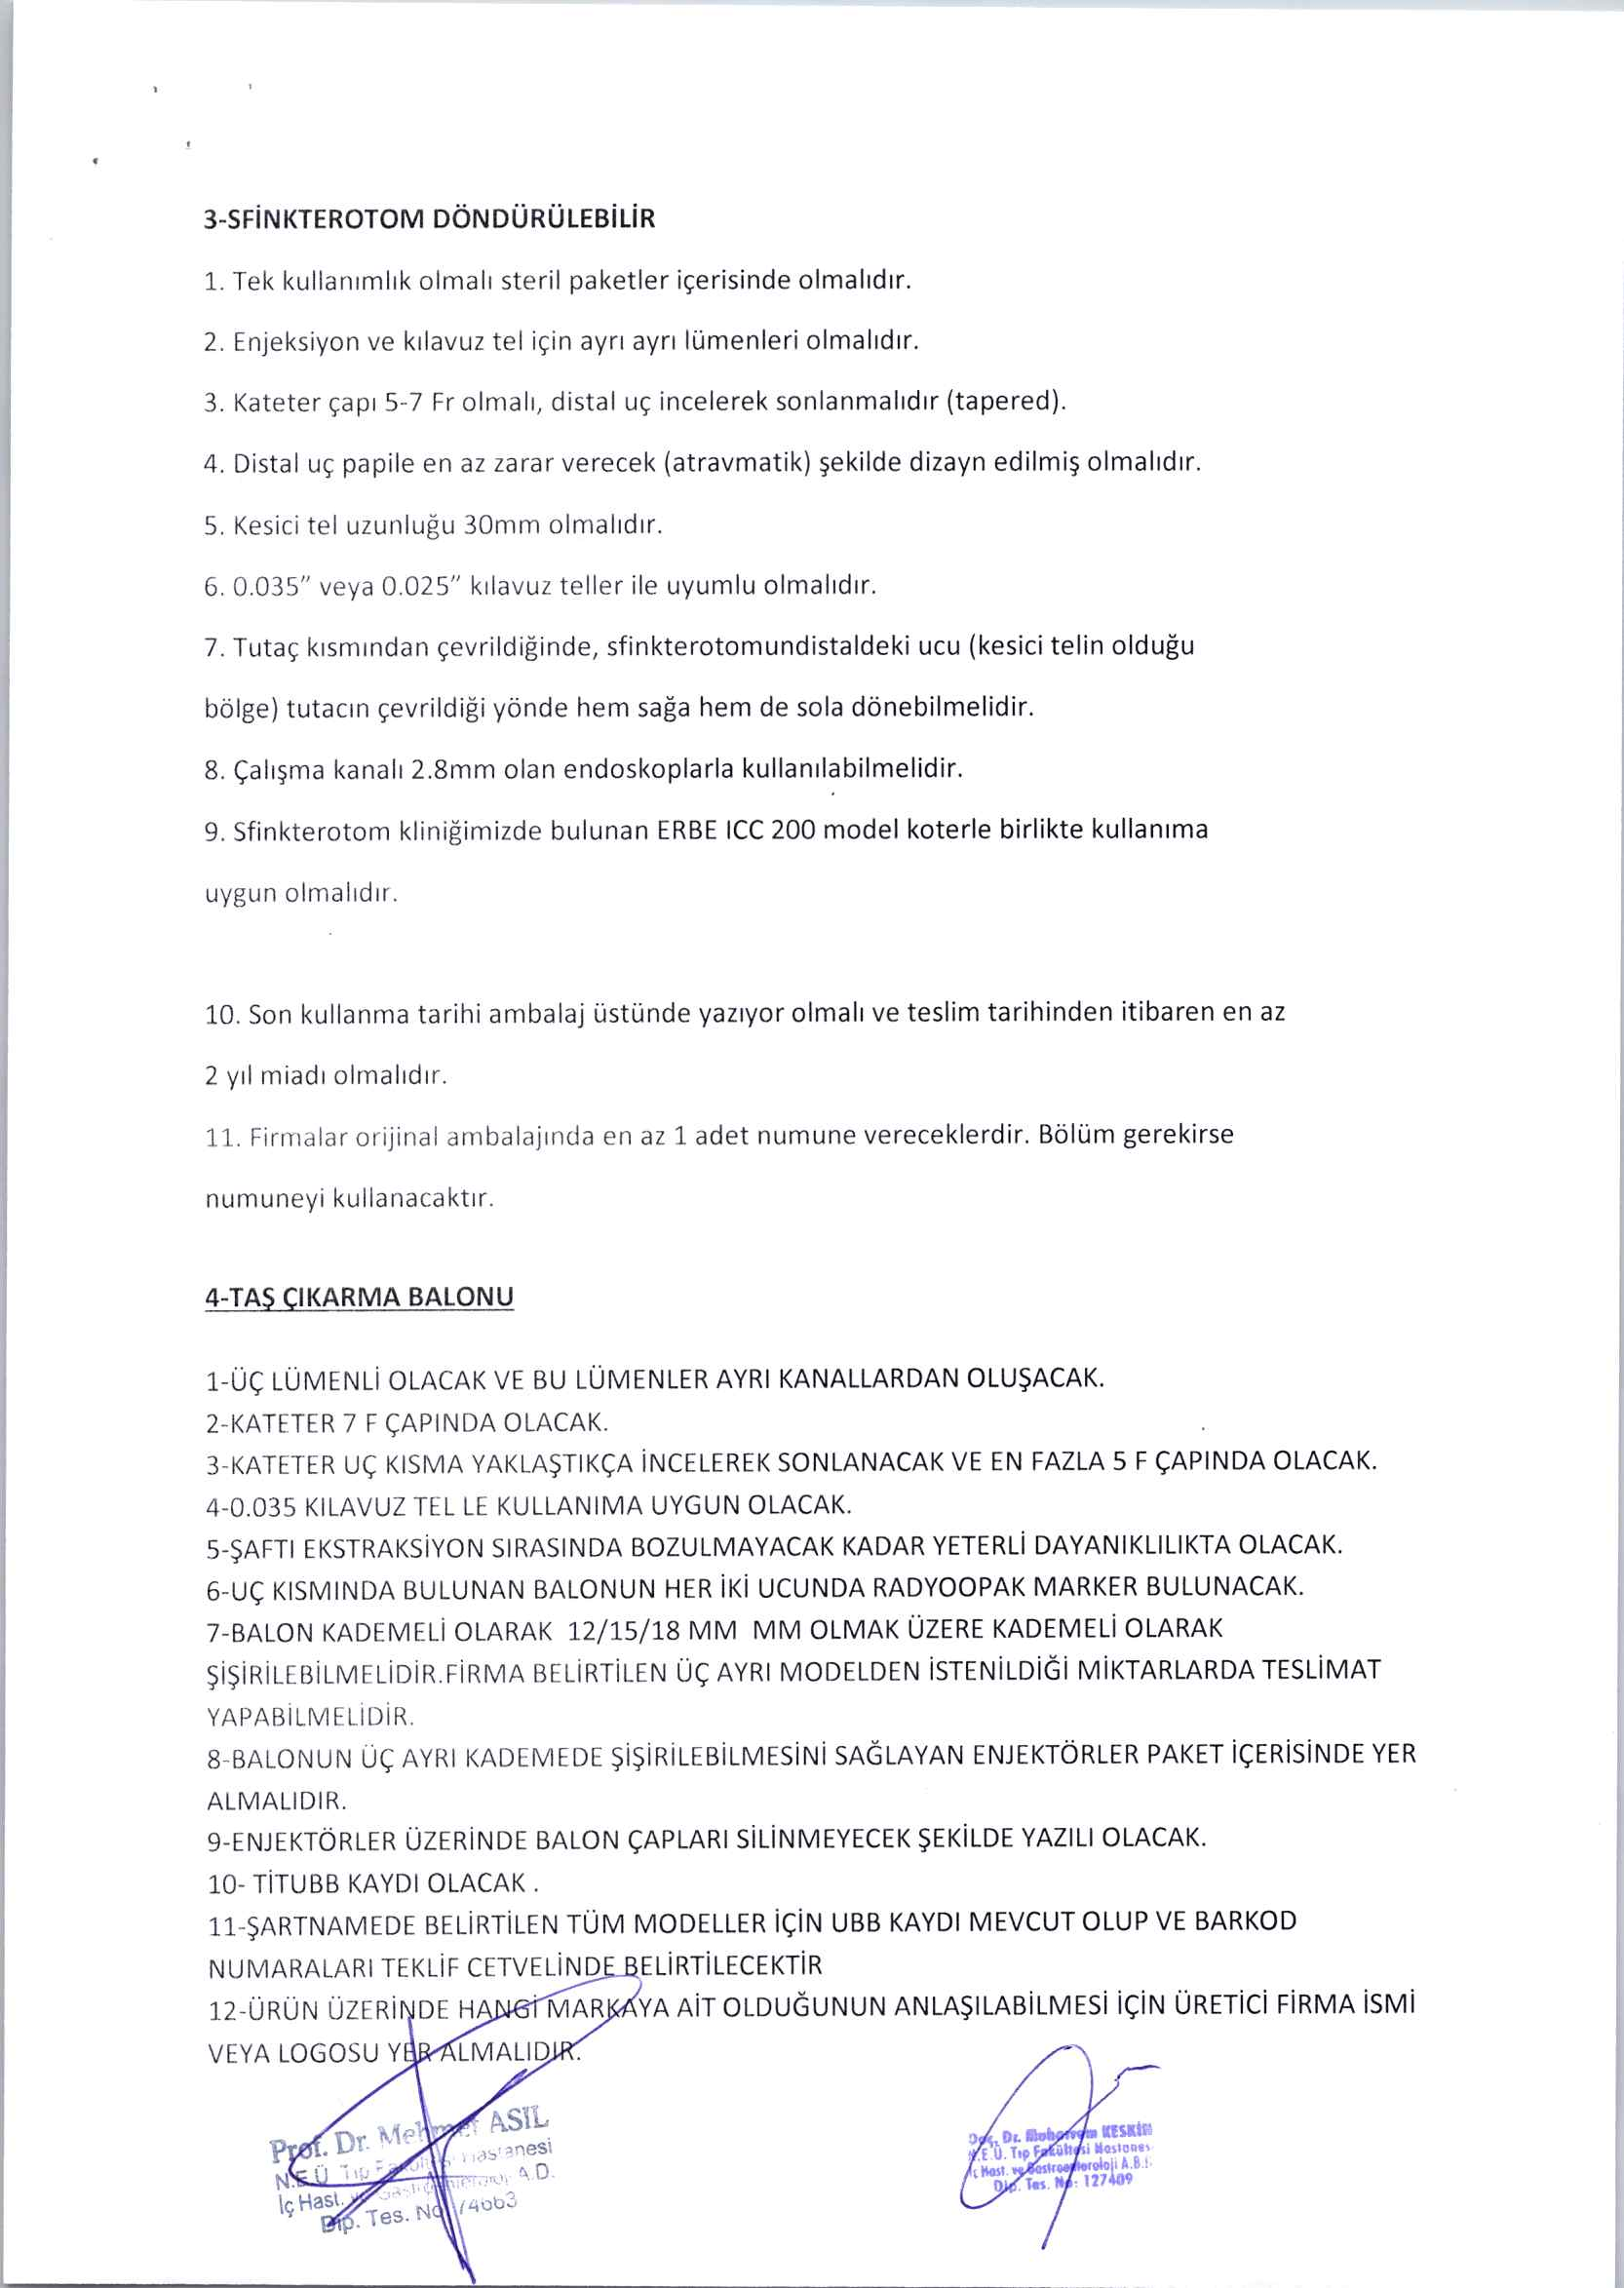 3-SFİNKTEROTOM DÖNDÜRÜLEBİLİR
1. Tek kullanımlık olmalı steril paketler içerisinde olmalıdır.
2. Enjeksiyon ve kılavuz tel için ayrı ayrı lümenleri olmalıdır.
3. Kateter çapı 5-7 Fr olmalı, distal uç incelerek sonlanmalıdır (tapered).
4. Distal uç papile en az zarar verecek (atravmatik) şekilde dizayn edilmiş olmalıdır.
5. Kesici tel uzunluğu 30mm olmalıdır.
6. 0.035” veya 0.025” kılavuz teller ile uyumlu olmalıdır.
7. Tutaç kısmından çevrildiğinde, sfinkterotomundistaldeki ucu (kesici telin olduğu
bölge) tutacın çevrildiği yönde hem sağa hem de sola dönebilmelidir.
8. Çalışma kanalı 2.8mm olan endoskoplarla kullanılabilmelidir.
9. Sfinkterotom kliniğimizde bulunan ERBE ICC 200 model koterle birlikte kullanıma
uygun olmalıdır.
10. Son kullanma tarihi ambalaj üstünde yazıyor olmalı ve teslim tarihinden itibaren en az
2 yıl miadı olmalıdır.
11. Firmalar orijinal ambalajında en az 1 adet numune vereceklerdir. Bölüm gerekirse
numuneyi kullanacaktır.
4-TAŞ ÇIKARMA BALONU
1-ÜÇ LÜMENLİ OLACAK VE BU LÜMENLER AYRI KANALLARDAN OLUŞACAK.
2-KATETER 7 F ÇAPINDA OLACAK.
3-KATETER UÇ KISMA YAKLAŞTIKÇA İNCELEREK SONLANACAK VE EN FAZLA 5 F ÇAPINDA OLACAK.
4-0.035 KILAVUZ TEL LE KULLANIMA UYGUN OLACAK.
5-ŞAFTI EKSTRAKSİYON SIRASINDA BOZULMAYACAK KADAR YETERLİ DAYANIKLILIKTA OLACAK.
6-UÇ KISMINDA BULUNAN BALONUN HER İKİ UCUNDA RADYOOPAK MARKER BULUNACAK.
7-BALON KADEMELİ OLARAK 12/15/18 MM MM OLMAK ÜZERE KADEMELİ OLARAK
ŞİŞİRİLEBİLMELİDİR.FİRMA BELİRTİLEN ÜÇ AYRI MODELDEN İSTENİLDİĞİ MİKTARLARDA TESLİMAT
YAPABİLMELİDİR.
8-BALONUN ÜÇ AYRI KADEMEDE ŞİŞİRİLEBİLMESİNİ SAĞLAYAN ENJEKTÖRLER PAKET İÇERİSİNDE YER
ALMALIDIR.
9-ENJEKTÖRLER ÜZERİNDE BALON ÇAPLARI SİLİNMEYECEK ŞEKİLDE YAZILI OLACAK.
10- TİTUBB KAYDI OLACAK .
11-ŞARTNAMEDE BELİRTİLEN TÜM MODELLER İÇİN UBB KAYDI MEVCUT OLUP VE BARKOD
NUMARALARI TEKLİF CETVELİNDE BELİRTİLECEKTİR
12-ÜRÜN ÜZERİNDE HANGİ MARKAYA AİT OLDUĞUNUN ANLAŞILABİLMESİ İÇİN ÜRETİCİ FİRMA İSMİ
VEYA LOGOSU YER ALMALIDIR.
Prof. Dr. Mehmet ASIL
N.E.Ü Tıp Fakültesi Hastanesi
İç Hast. ve Gastroenteroloji A.D.
Dip. Tes. No 74663
Doç. Dr. Muharrem KESKİN
N.E.Ü. Tıp Fakültesi Hastanesi
İç Hast. ve Gastroenteroloji A.B.
Dip. Tes. No: 127409